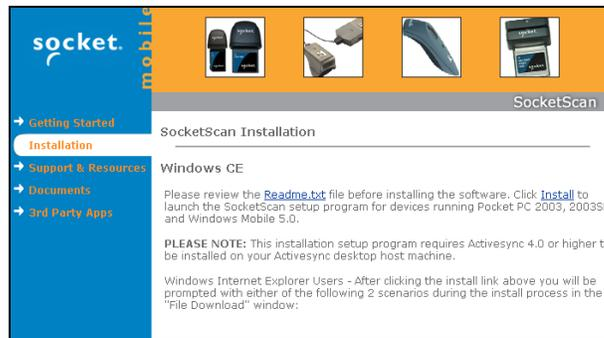 socket.
mobile
SocketScan
Getting Started
Installation
Support & Resources
Documents
3rd Party Apps
SocketScan Installation
Windows CE
Please review the Readme.txt file before installing the software. Click Install to
launch the SocketScan setup program for devices running Pocket PC 2003, 2003S
and Windows Mobile 5.0.
PLEASE NOTE: This installation setup program requires Activesync 4.0 or higher t
be installed on your Activesync desktop host machine.
Windows Internet Explorer Users - After clicking the install link above you will be
prompted with either of the following 2 scenarios during the install process in the
"File Download" window: